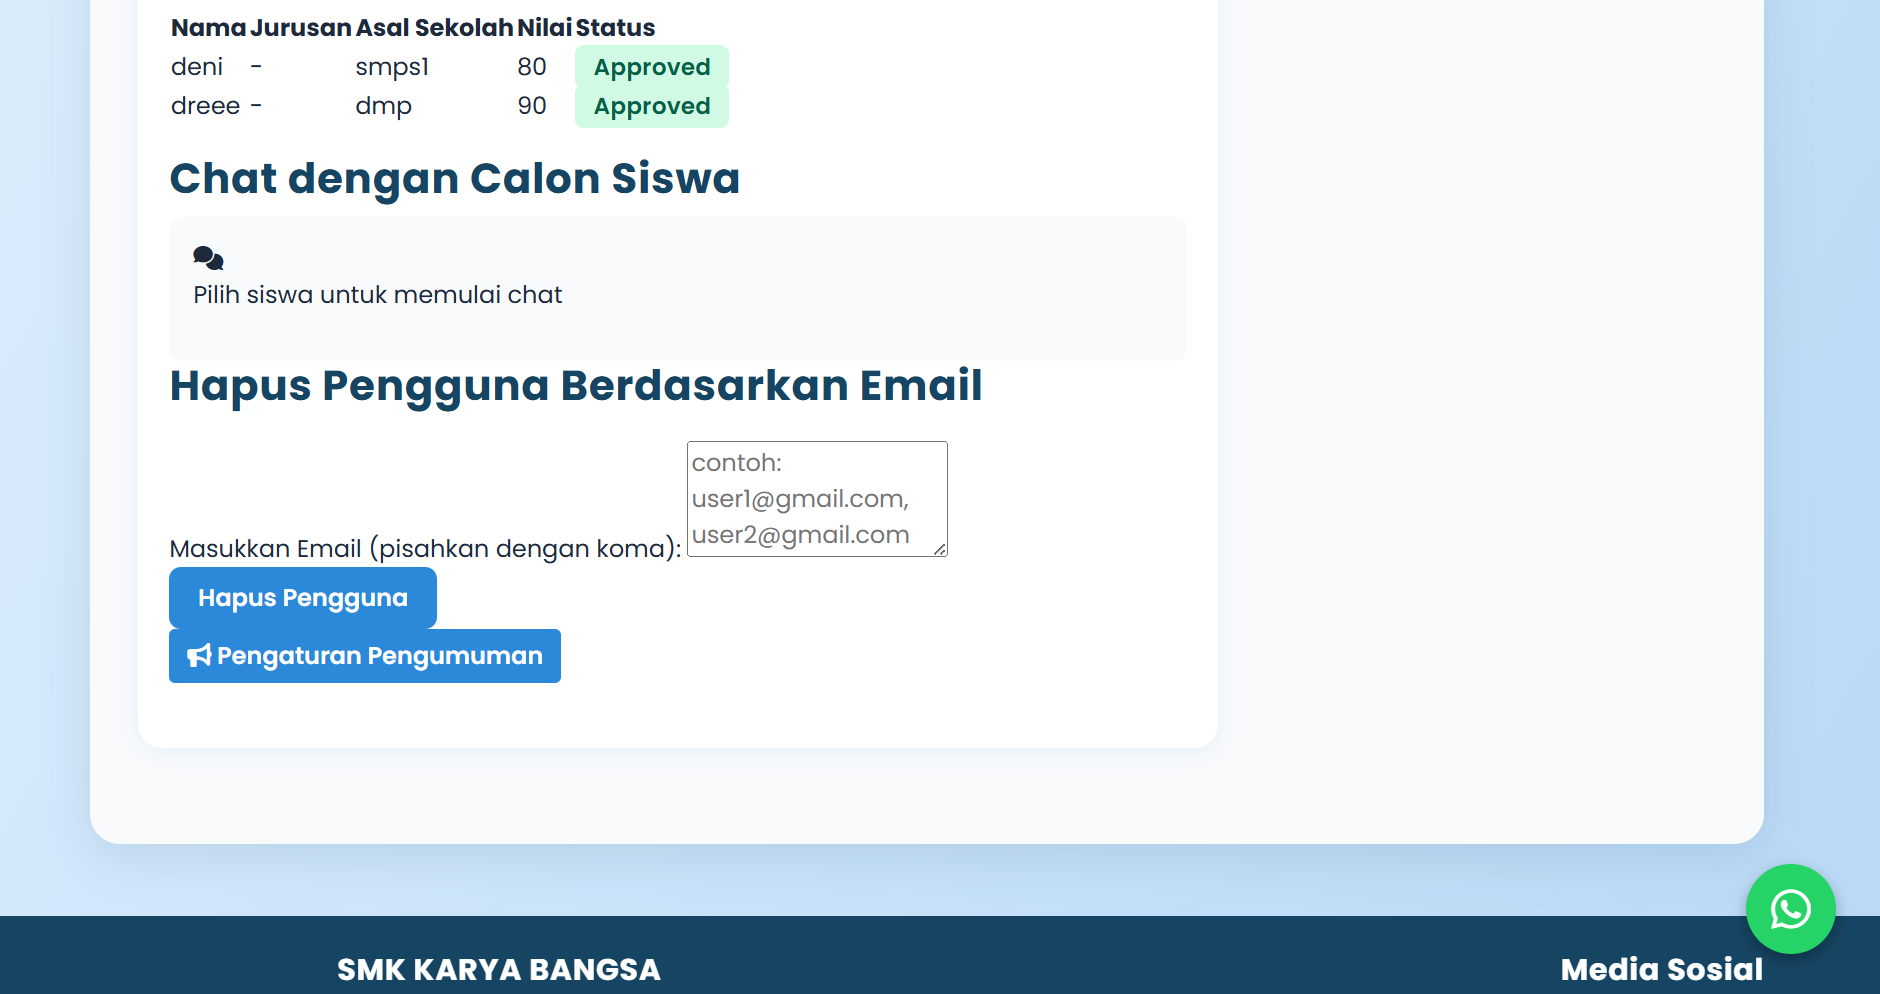 Nama Jurusan Asal Sekolah Nilai Status
deni - smps1 80 Approved
dreee - dmp 90 Approved
Chat dengan Calon Siswa
Pilih siswa untuk memulai chat
Hapus Pengguna Berdasarkan Email
contoh:
user1@gmail.com,
user2@gmail.com
Masukkan Email (pisahkan dengan koma):
Hapus Pengguna
Pengaturan Pengumuman
SMK KARYA BANGSA
Media Sosial